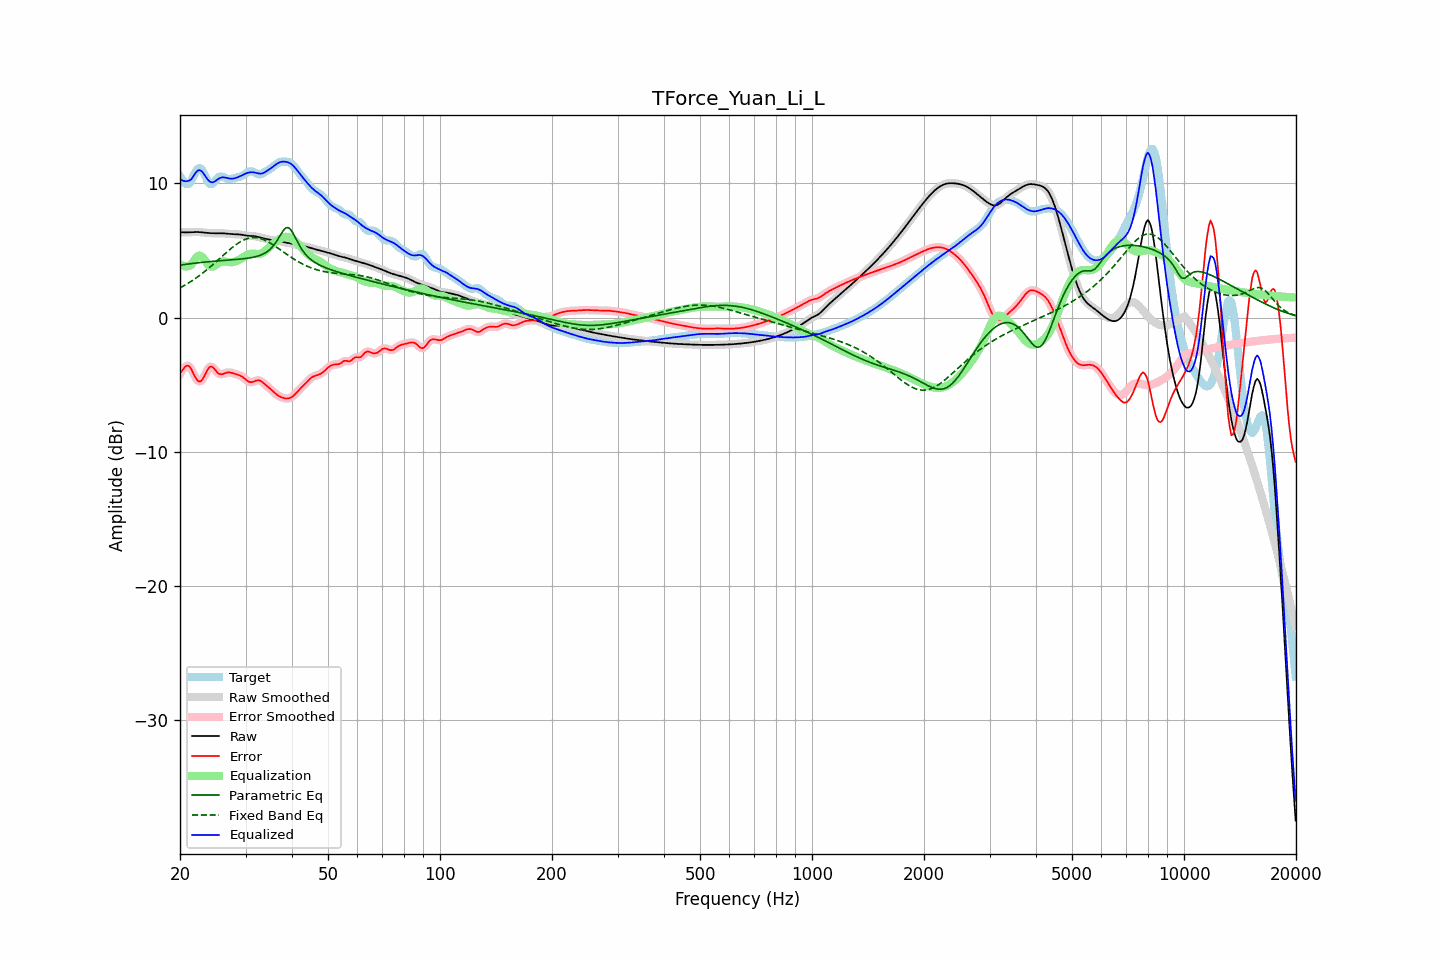 TForce_Yuan_Li_L
Amplitude (dBr)
10
0
−10
−20
−30
Target
Raw Smoothed
Error Smoothed
Raw
Error
Equalization
Parametric Eq
Fixed Band Eq
Equalized
20 50 100 200 500 1000 2000 5000 10000 20000
Frequency (Hz)